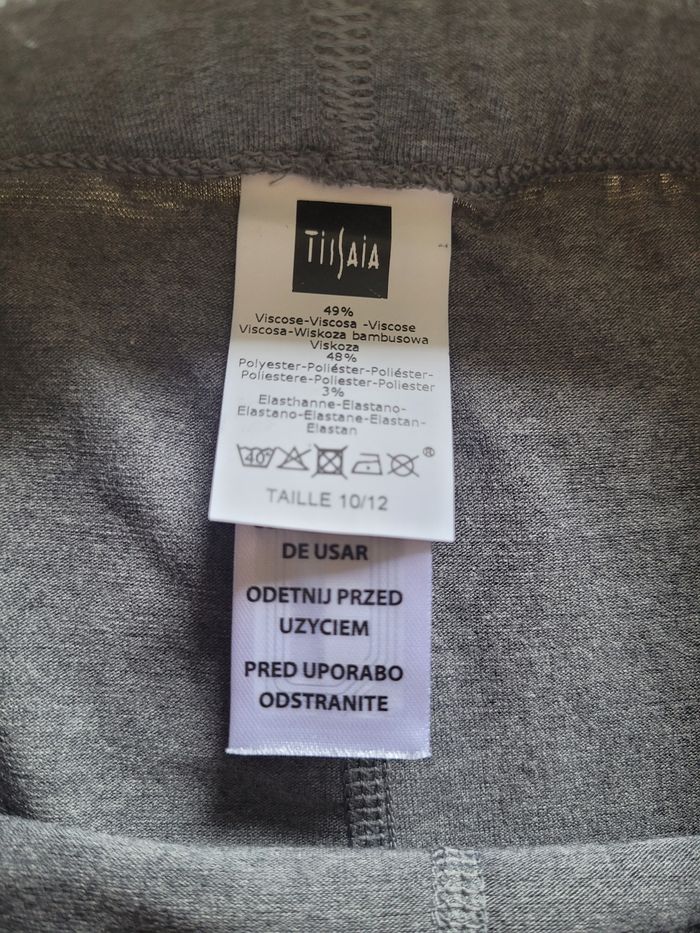 TISSAIA
49%
Viscose-Viscosa -Viscose
Viscosa-Wiskoza bambusowa
Viskoza
48%
Polyester-Poliéster-Poliéster-
Poliestere-Poliester-Poliester
3%
Elasthanne-Elastano-
Elastano-Elastane-Elastan-
Elastan
40°
®
TAILLE 10/12
DE USAR
ODETNIJ PRZED
UZYCIEM
PRED UPORABO
ODSTRANITE